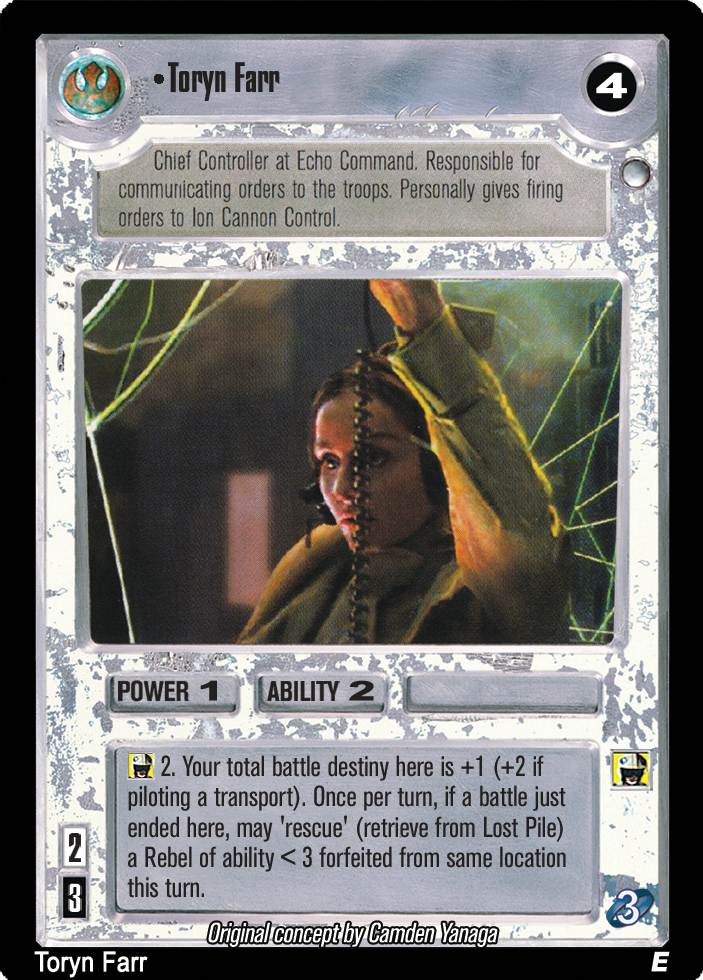 •Toryn Farr
4
Chief Controller at Echo Command. Responsible for
communicating orders to the troops. Personally gives firing
orders to Ion Cannon Control.
POWER 1 ABILITY 2
2. Your total battle destiny here is +1 (+2 if
piloting a transport). Once per turn, if a battle just
ended here, may 'rescue' (retrieve from Lost Pile)
a Rebel of ability < 3 forfeited from same location
this turn.
2
3
3
Original concept by Camden Yanaga
Toryn Farr E